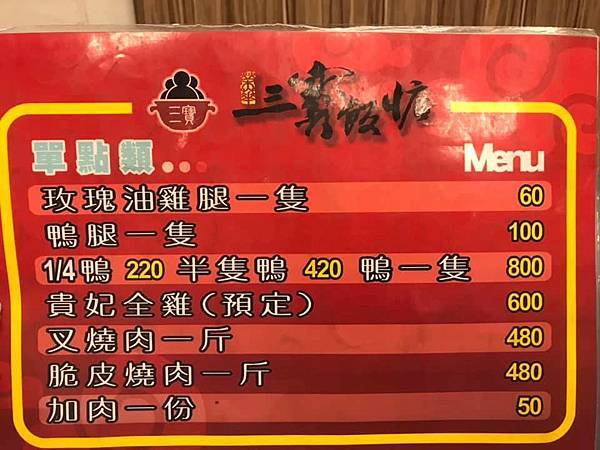 三寶
三寶飯忙
單點類...
Menu
玫瑰油雞腿一隻 60
鴨腿一隻 100
1/4鴨 220 半隻鴨 420 鴨一隻 800
貴妃全雞(預定) 600
叉燒肉一斤 480
脆皮燒肉一斤 480
加肉一份 50